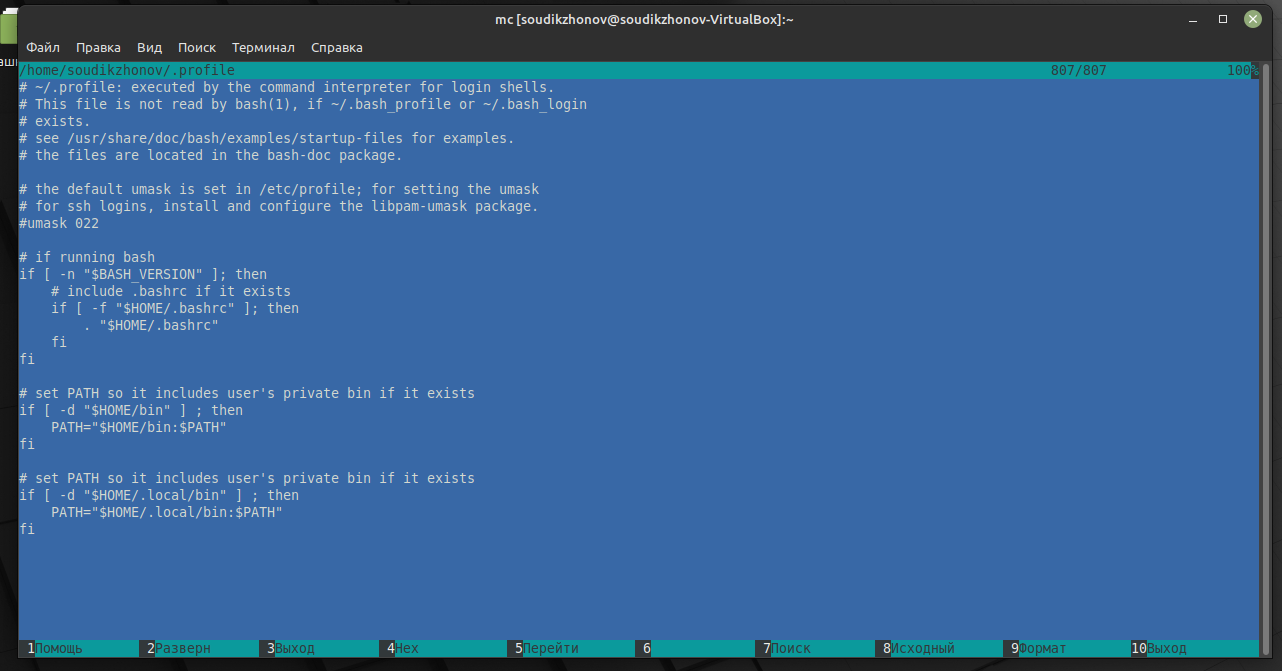 mc [soudikzhonov@soudikzhonov-VirtualBox]:~
Файл Правка Вид Поиск Терминал Справка
/home/soudikzhonov/.profile 807/807 100%
# ~/.profile: executed by the command interpreter for login shells.
# This file is not read by bash(1), if ~/.bash_profile or ~/.bash_login
# exists.
# see /usr/share/doc/bash/examples/startup-files for examples.
# the files are located in the bash-doc package.

# the default umask is set in /etc/profile; for setting the umask
# for ssh logins, install and configure the libpam-umask package.
#umask 022

# if running bash
if [ -n "$BASH_VERSION" ]; then
    # include .bashrc if it exists
    if [ -f "$HOME/.bashrc" ]; then
        . "$HOME/.bashrc"
    fi
fi

# set PATH so it includes user's private bin if it exists
if [ -d "$HOME/bin" ] ; then
    PATH="$HOME/bin:$PATH"
fi

# set PATH so it includes user's private bin if it exists
if [ -d "$HOME/.local/bin" ] ; then
    PATH="$HOME/.local/bin:$PATH"
fi
1Помощь 2Разверн 3Выход 4Hex 5Перейти 6 7Поиск 8Исходный 9Формат 10Выход